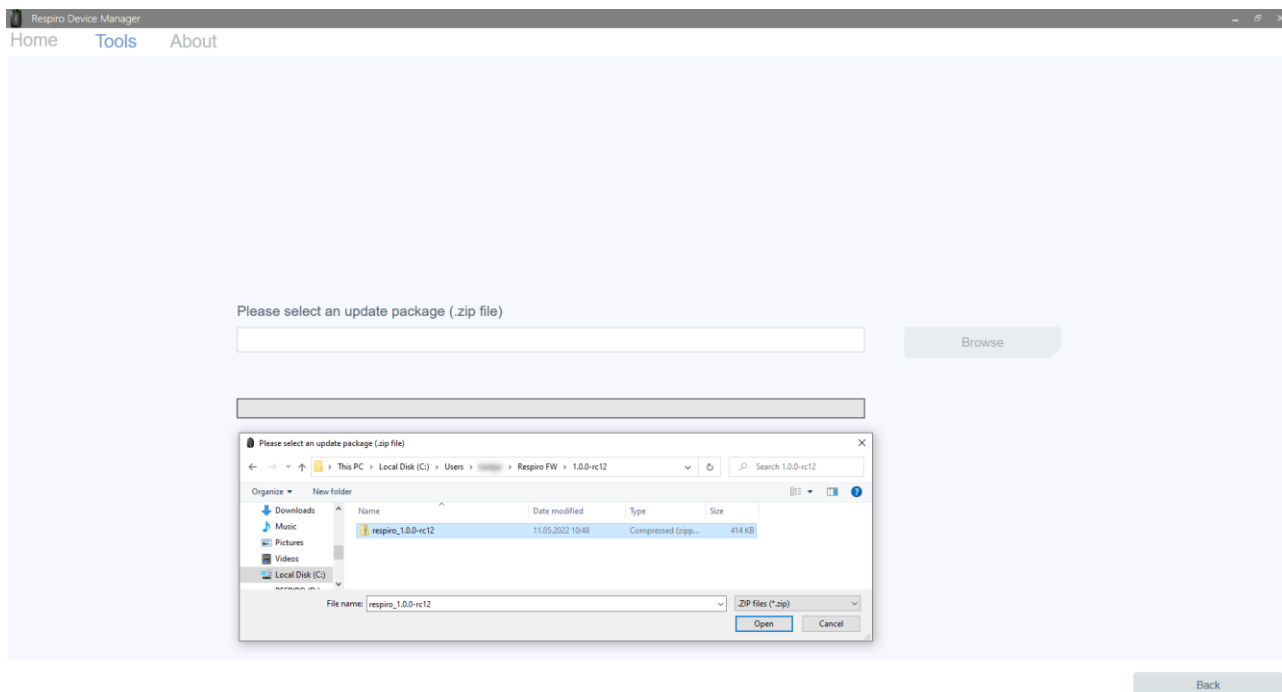 Respiro Device Manager
Home Tools About
Please select an update package (.zip file)
Browse
Please select an update package (.zip file)
This PC > Local Disk (C:) > Users > > Respiro FW > 1.0.0-rc12
Search 1.0.0-rc12
Organize New folder
Downloads
Music
Pictures
Videos
Local Disk (C:)
Name Date modified Type Size
respiro_1.0.0-rc12 11.05.2022 10:48 Compressed (zipp... 414 KB
File name: respiro_1.0.0-rc12 .ZIP files (*.zip)
Open Cancel
Back